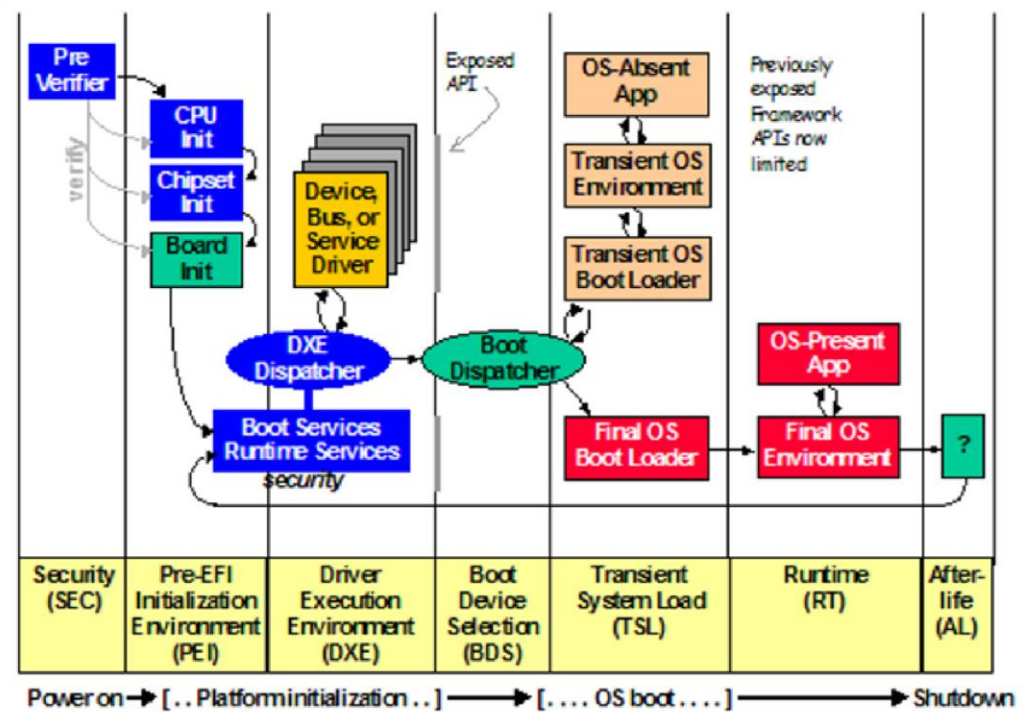 Pre
Verifier
verify
CPU
Init
Chipset
Init
Board
Init
Device,
Bus, or
Service
Driver
DXE
Dispatcher
Boot Services
Runtime Services
security
Exposed
API
Boot
Dispatcher
OS-Absent
App
Transient OS
Environment
Transient OS
Boot Loader
Final OS
Boot Loader
Previously
exposed
Framework
APIs now
limited
OS-Present
App
Final OS
Environment
?
Security
(SEC)
Pre-EFI
Initialization
Environment
(PEI)
Driver
Execution
Environment
(DXE)
Boot
Device
Selection
(BDS)
Transient
System Load
(TSL)
Runtime
(RT)
After-
life
(AL)
Power on [ . . Platform initialization . . ] [ . . . . OS boot . . . . ] Shutdown